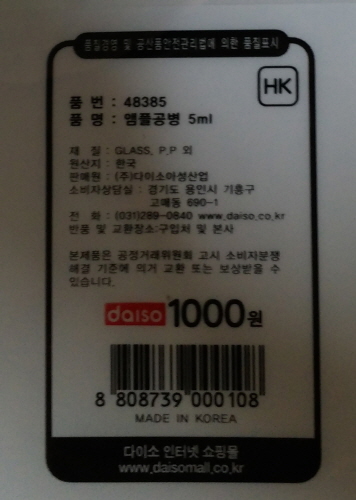 품질경영 및 공산품안전관리법에 의한 품질표시
HK
품 번 : 48385
품 명 : 앰플공병 5ml
재 질 : GLASS, P.P 외
원산지 : 한국
판매원 : (주)다이소아성산업
소비자상담실 : 경기도 용인시 기흥구
고매동 690-1
전 화 : (031)289-0840 www.daiso.co.kr
반품 및 교환장소:구입처 및 본사
본제품은 공정거래위원회 고시 소비자분쟁
해결 기준에 의거 교환 또는 보상받을 수
있습니다.
daiso 1000원
8 808739 000108
MADE IN KOREA
다이소 인터넷 쇼핑몰
www.daisomall.co.kr